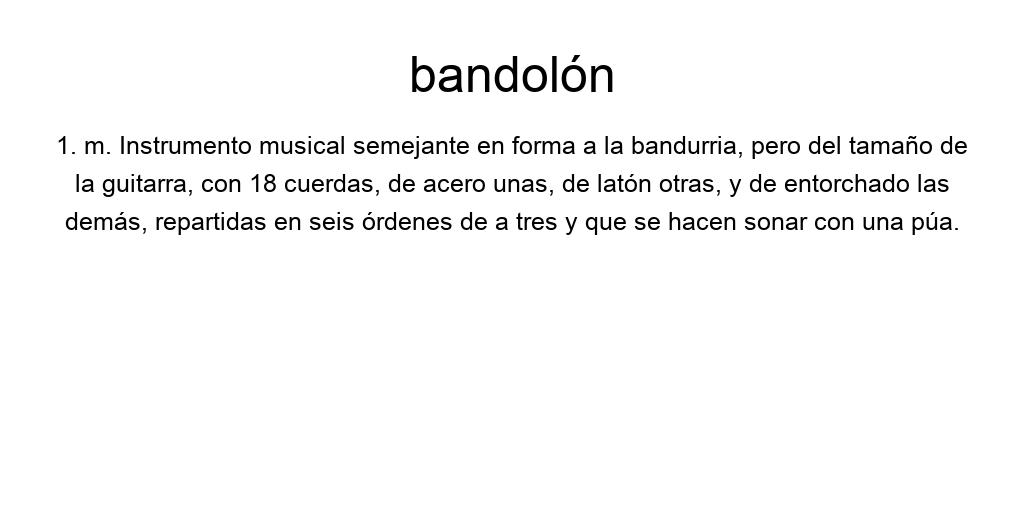 bandolón
1. m. Instrumento musical semejante en forma a la bandurria, pero del tamaño de
la guitarra, con 18 cuerdas, de acero unas, de latón otras, y de entorchado las
demás, repartidas en seis órdenes de a tres y que se hacen sonar con una púa.